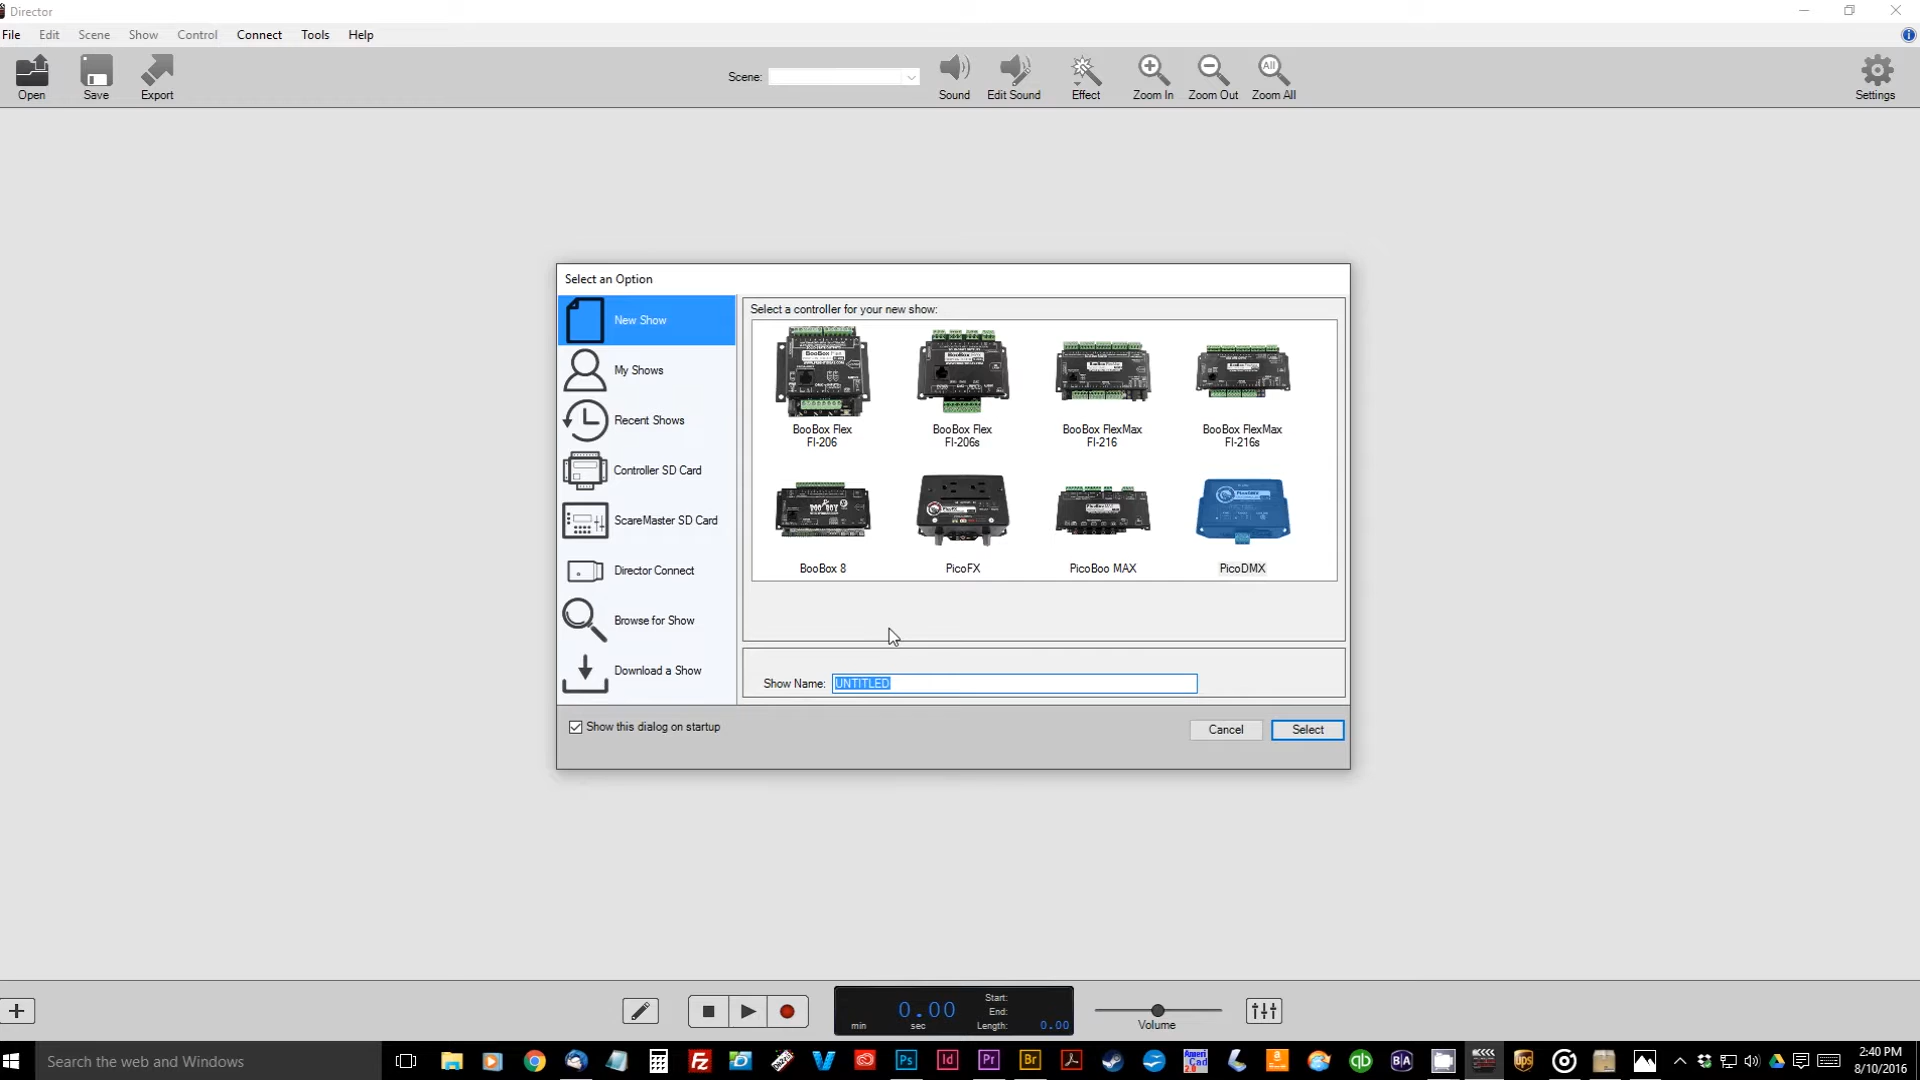 Director
File Edit Scene Show Control Connect Tools Help
Open Save Export Scene: Sound Edit Sound Effect Zoom In Zoom Out All Zoom All Settings
Select an Option
New Show
My Shows
Recent Shows
Controller SD Card
ScareMaster SD Card
Director Connect
Browse for Show
Download a Show
Select a controller for your new show:
BooBox Flex
FI-206
BooBox Flex
FI-206s
BooBox FlexMax
FI-216
BooBox FlexMax
FI-216s
BooBox 8
PicoFX
PicoBoo MAX
PicoDMX
Show Name: UNTITLED
Show this dialog on startup
Cancel Select
0.00
min sec
Start:
End:
Length: 0.00
Volume
Search the web and Windows
2:40 PM
8/10/2016